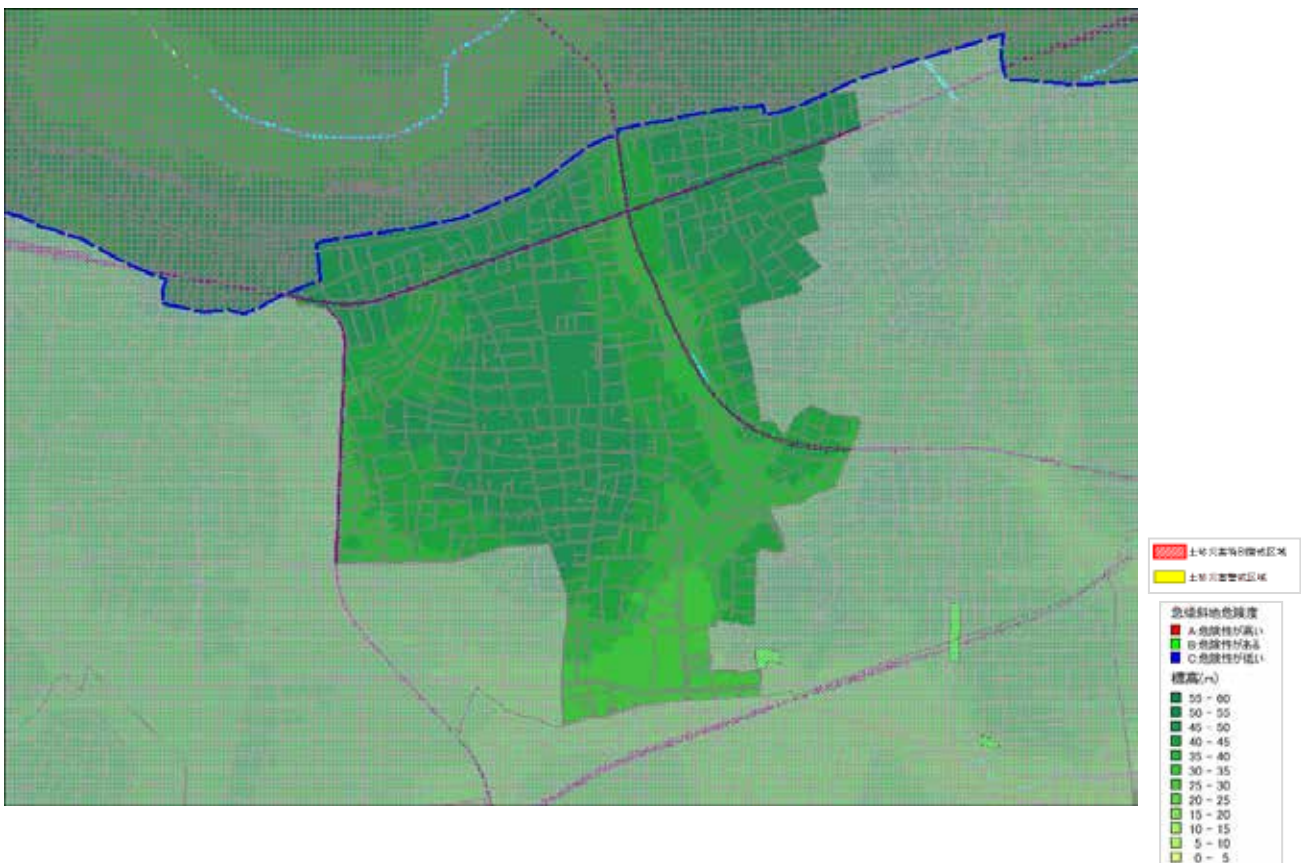 土砂災害特別警戒区域
土砂災害警戒区域
急傾斜地危険度
A:危険性が高い
B:危険性がある
C:危険性が低い
標高(m)
55 - 60
50 - 55
45 - 50
40 - 45
35 - 40
30 - 35
25 - 30
20 - 25
15 - 20
10 - 15
5 - 10
0 - 5